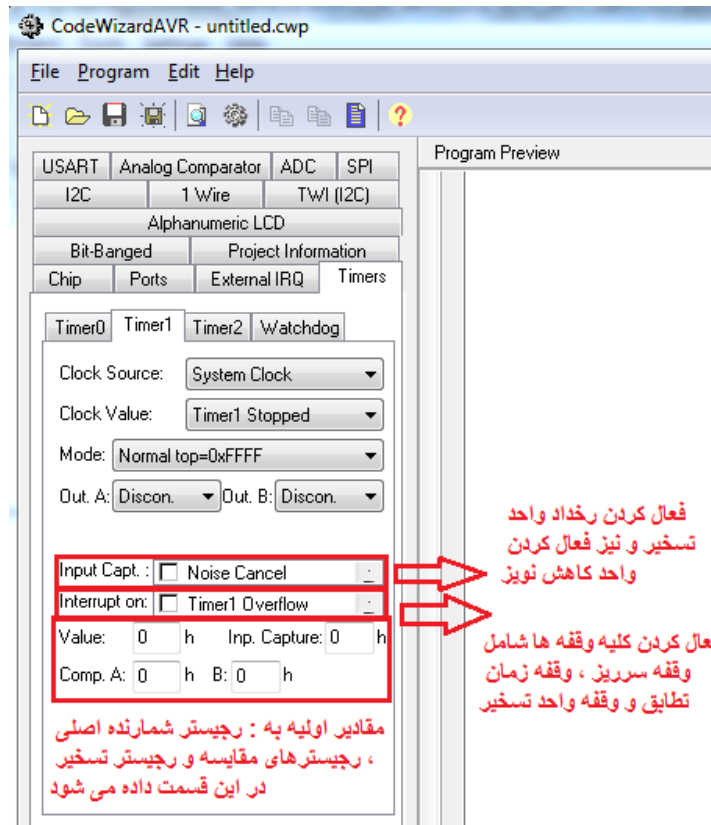 CodeWizardAVR - untitled.cwp
File Program Edit Help
Program Preview
USART Analog Comparator ADC SPI
I2C 1 Wire TWI (I2C)
Alphanumeric LCD
Bit-Banged Project Information
Chip Ports External IRQ Timers
Timer0 Timer1 Timer2 Watchdog
Clock Source: System Clock
Clock Value: Timer1 Stopped
Mode: Normal top=0xFFFF
Out. A: Discon. Out. B: Discon.
Input Capt. : Noise Cancel
Interrupt on: Timer1 Overflow
Value: 0 h Inp. Capture: 0 h
Comp. A: 0 h B: 0 h
فعال کردن رخداد واحد
تسخیر و نیز فعال کردن
واحد کاهش نویز
عال کردن کلیه وقفه ها شامل
وقفه سرریز ، وقفه زمان
تطابق و وقفه واحد تسخیر
مقادیر اولیه به : رجیستر شمارنده اصلی
، رجیسترهای مقایسه و رجیستر تسخیر
در این قسمت داده می شود